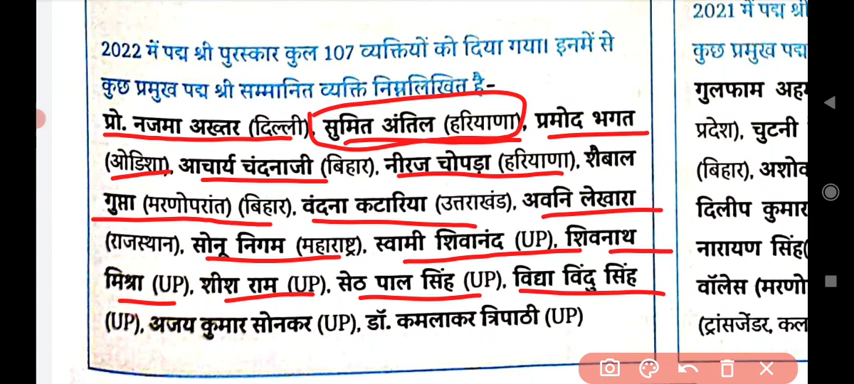 2022 में पद्म श्री पुरस्कार कुल 107 व्यक्तियों को दिया गया। इनमें से
कुछ प्रमुख पद्म श्री सम्मानित व्यक्ति निम्नलिखित है-
प्रो. नजमा अख्तर (दिल्ली), सुमित अंतिल (हरियाणा), प्रमोद भगत
(ओडिशा), आचार्य चंदनाजी (बिहार), नीरज चोपड़ा (हरियाणा), शैबाल
गुप्ता (मरणोपरांत) (बिहार), वंदना कटारिया (उत्तराखंड), अवनि लेखारा
(राजस्थान), सोनू निगम (महाराष्ट्र), स्वामी शिवानंद (UP), शिवनाथ
मिश्रा (UP), शीश राम (UP), सेठ पाल सिंह (UP), विद्या विंदु सिंह
(UP), अजय कुमार सोनकर (UP), डॉ. कमलाकर त्रिपाठी (UP)
2021 में पद्म श्री
कुछ प्रमुख पद्म
गुलफाम अहम
प्रदेश), चुटनी
(बिहार), अशोक
दिलीप कुमार
नारायण सिंह
वॉलेस (मरणो
(ट्रांसजेंडर, कल